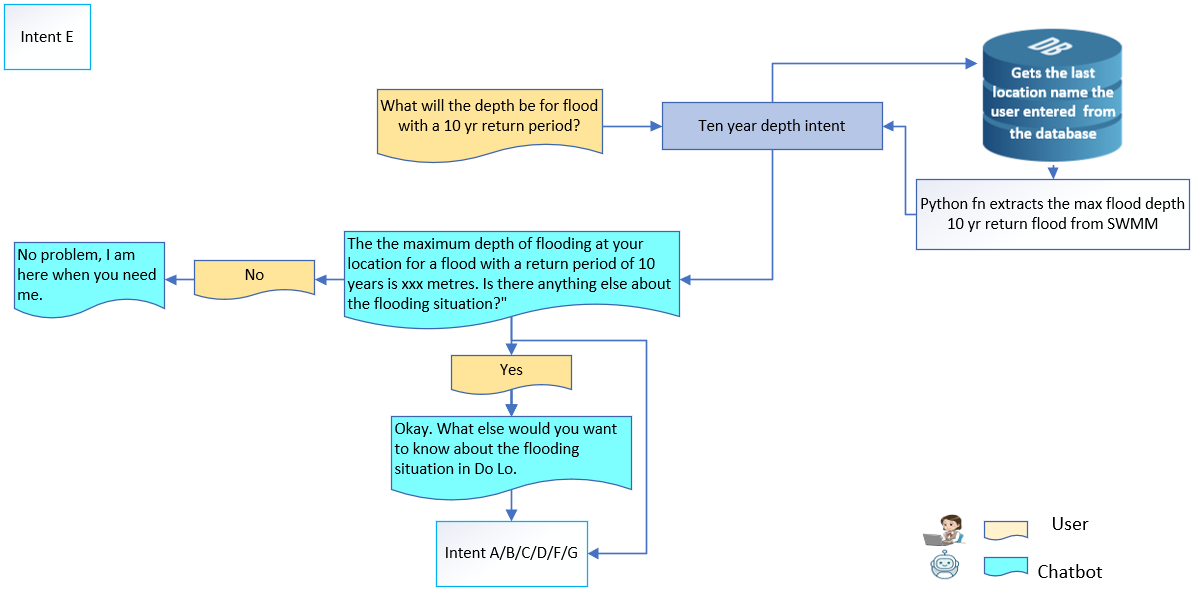 Intent E
DB
Gets the last
location name the
user entered from
the database
What will the depth be for flood
with a 10 yr return period?
Ten year depth intent
Python fn extracts the max flood depth
10 yr return flood from SWMM
The the maximum depth of flooding at your
location for a flood with a return period of 10
years is xxx metres. Is there anything else about
the flooding situation?"
No
No problem, I am
here when you need
me.
Yes
Okay. What else would you want
to know about the flooding
situation in Do Lo.
Intent A/B/C/D/F/G
User
Chatbot